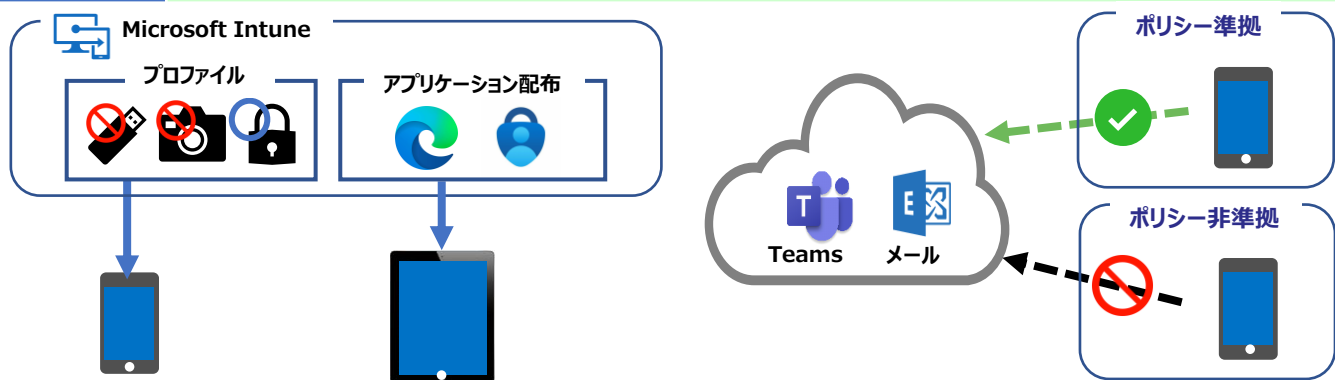 Microsoft Intune
プロファイル
アプリケーション配布
T
E
Teams
メール
ポリシー準拠
ポリシー非準拠